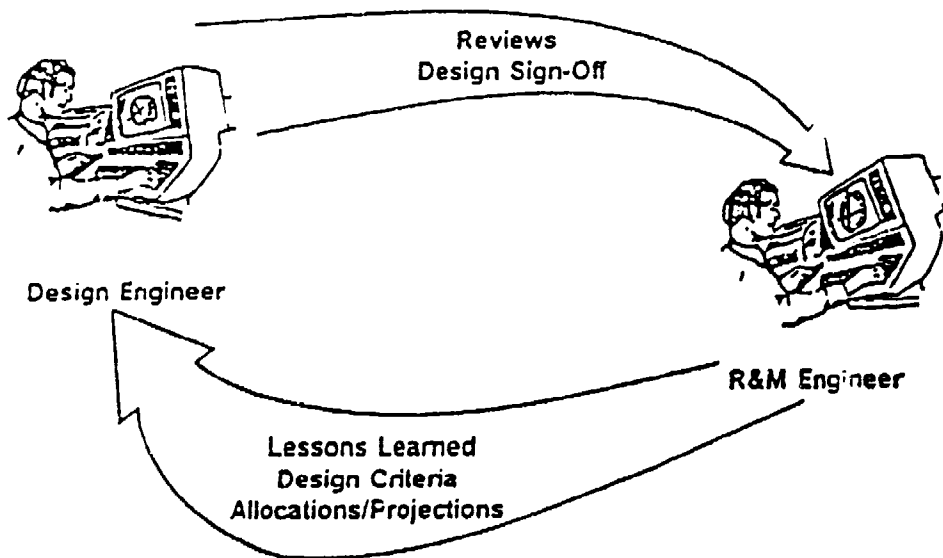 Reviews
Design Sign-Off
Design Engineer
R&M Engineer
Lessons Learned
Design Criteria
Allocations/Projections